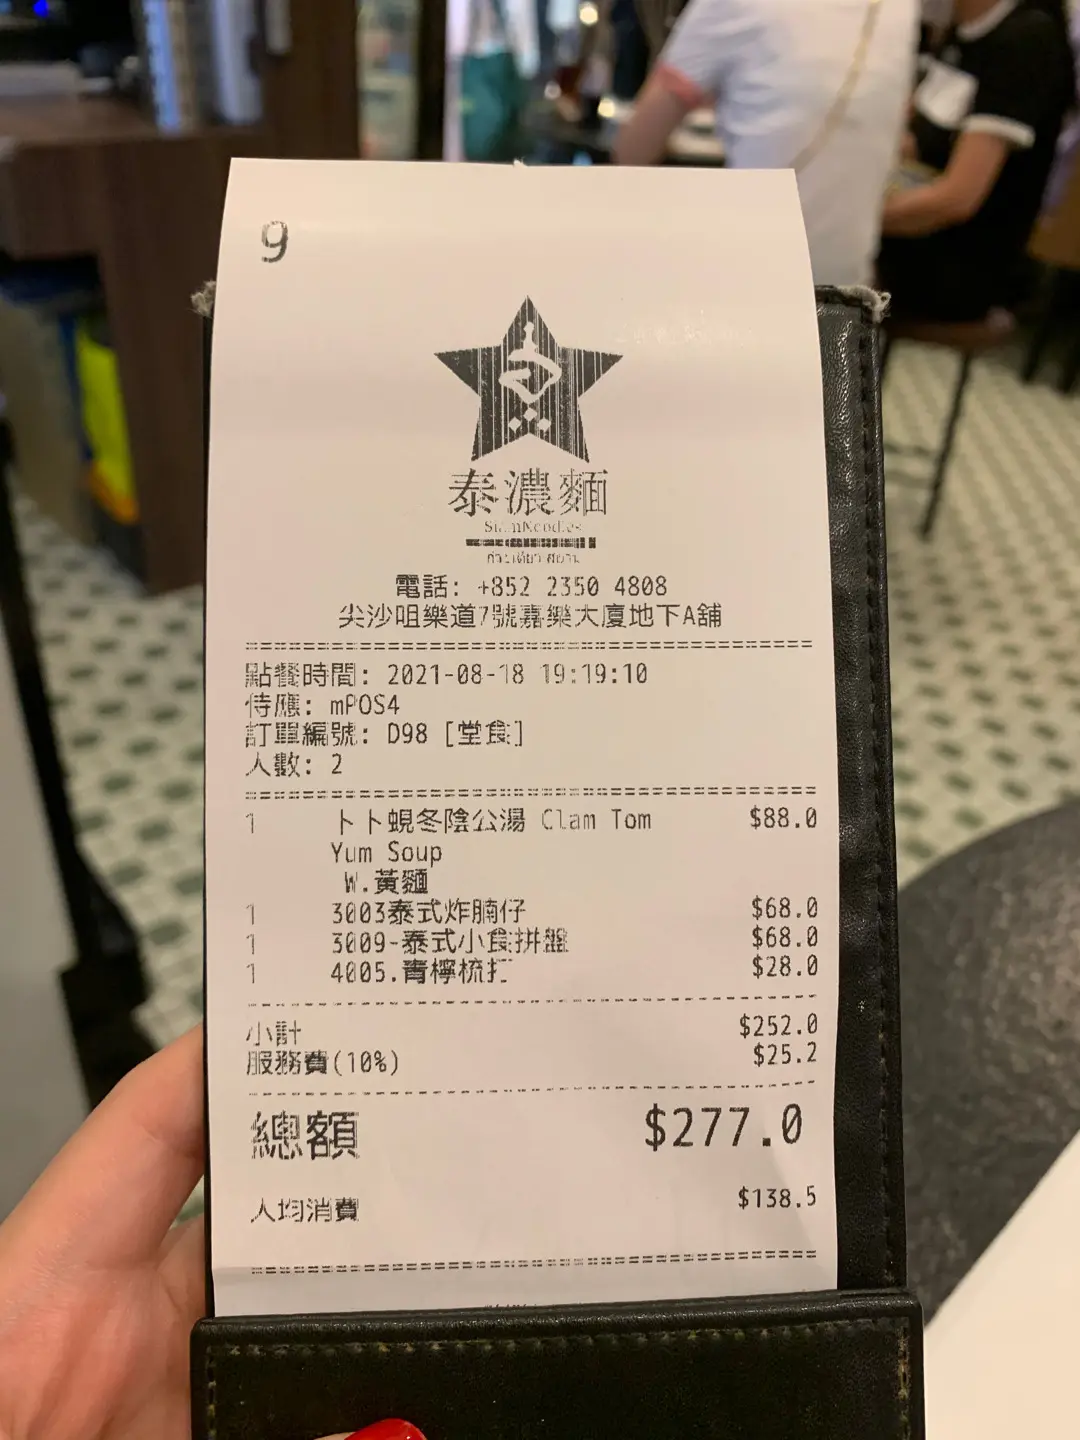 9
泰濃麵
SiamNoodles
電話: +852 2350 4808
尖沙咀樂道7號嘉樂大廈地下A舖
點餐時間: 2021-08-18 19:19:10
侍應: mPOS4
訂單編號: D98 [堂食]
人數: 2
1 卜卜蜆冬陰公湯 Clam Tom $88.0
Yum Soup
W.黃麵
1 3003泰式炸腩仔 $68.0
1 3009-泰式小食拼盤 $68.0
1 4005.青檸梳打 $28.0
小計 $252.0
服務費(10%) $25.2
總額 $277.0
人均消費 $138.5